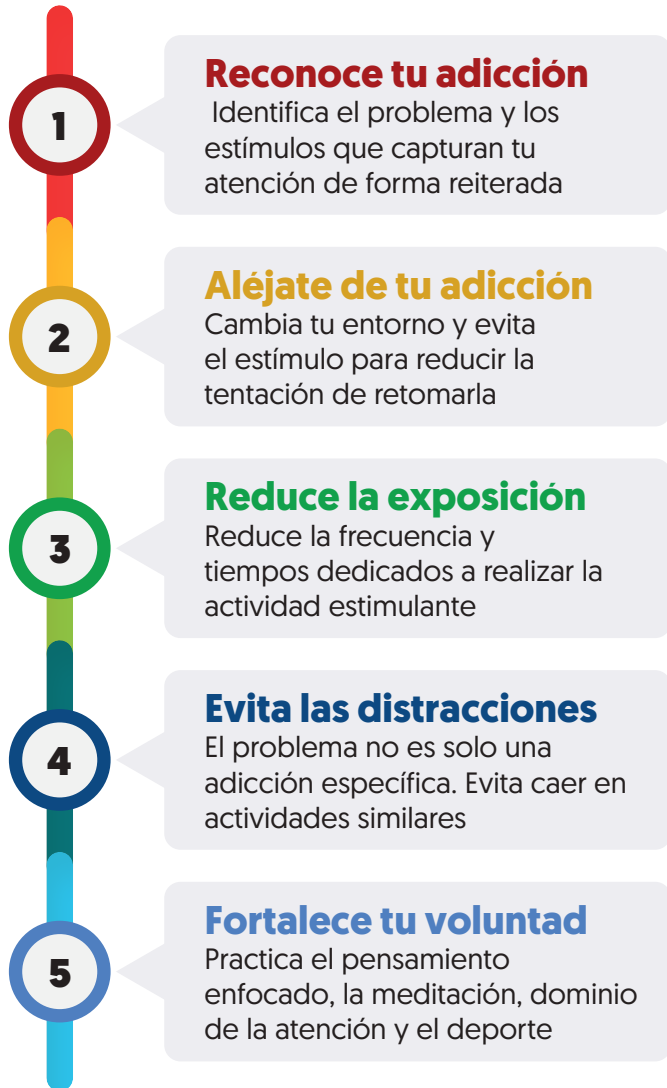 1
Reconoce tu adicción
Identifica el problema y los
estímulos que capturan tu
atención de forma reiterada
2
Aléjate de tu adicción
Cambia tu entorno y evita
el estímulo para reducir la
tentación de retomarla
3
Reduce la exposición
Reduce la frecuencia y
tiempos dedicados a realizar la
actividad estimulante
4
Evita las distracciones
El problema no es solo una
adicción específica. Evita caer en
actividades similares
5
Fortalece tu voluntad
Practica el pensamiento
enfocado, la meditación, dominio
de la atención y el deporte